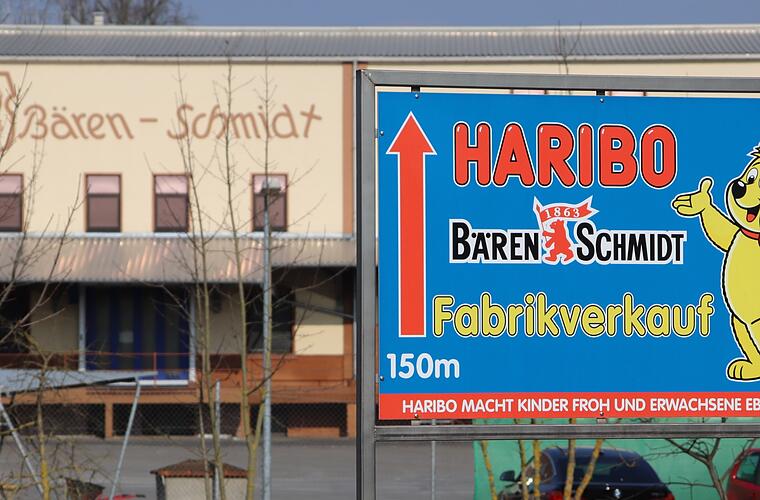 Bären - Schmidt
HARIBO
1863
BÄREN SCHMIDT
Fabrikverkauf
150m
HARIBO MACHT KINDER FROH UND ERWACHSENE EB